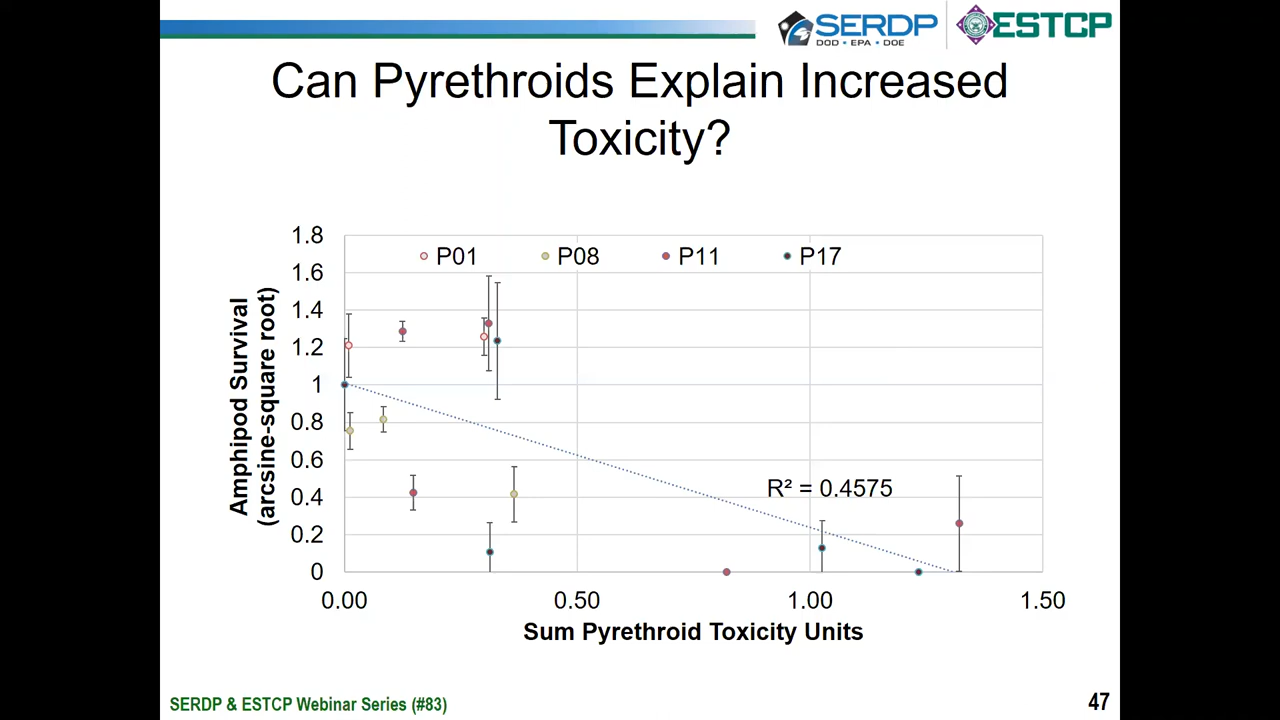 SERDP
DOD • EPA • DOE
ESTCP
Can Pyrethroids Explain Increased
Toxicity?
1.8
1.6
1.4
1.2
1
0.8
0.6
0.4
0.2
0
Amphipod Survival
(arcsine-square root)
P01
P08
P11
P17
R² = 0.4575
0.00
0.50
1.00
1.50
Sum Pyrethroid Toxicity Units
SERDP & ESTCP Webinar Series (#83)
47